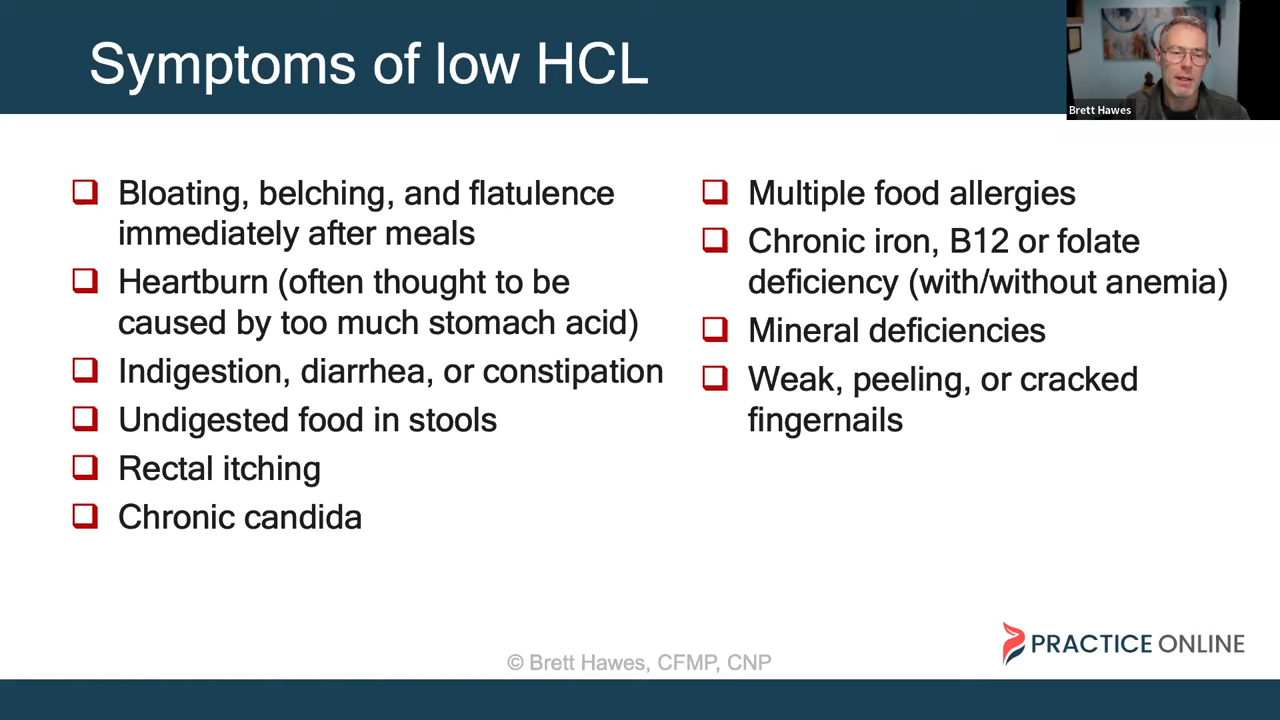 Symptoms of low HCL
Brett Hawes
Bloating, belching, and flatulence
immediately after meals
Heartburn (often thought to be
caused by too much stomach acid)
Indigestion, diarrhea, or constipation
Undigested food in stools
Rectal itching
Chronic candida
Multiple food allergies
Chronic iron, B12 or folate
deficiency (with/without anemia)
Mineral deficiencies
Weak, peeling, or cracked
fingernails
PRACTICE ONLINE
© Brett Hawes, CFMP, CNP